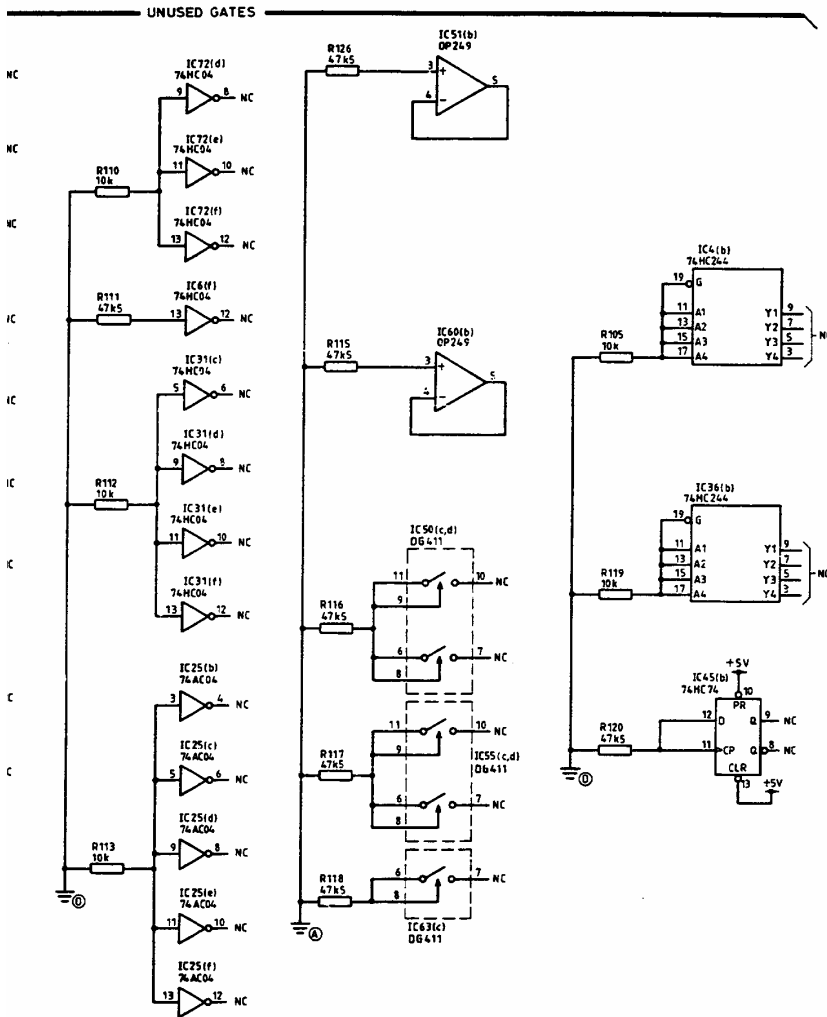 UNUSED GATES
NC
NC
NC
NC
NC
NC
C
C
IC72(d)
74HC04
9 8 NC
IC72(e)
74HC04
11 10 NC
R110
10k
IC72(f)
74HC04
13 12 NC
R111
47k5
IC6(f)
74HC04
13 12 NC
IC31(c)
74HC04
5 6 NC
IC31(d)
74HC04
9 8 NC
R112
10k
IC31(e)
74HC04
11 10 NC
IC31(f)
74HC04
13 12 NC
IC25(b)
74AC04
3 4 NC
IC25(c)
74AC04
5 6 NC
IC25(d)
74AC04
9 8 NC
R113
10k
D
IC25(e)
74AC04
11 10 NC
IC25(f)
74AC04
13 12 NC
R126
47k5
IC51(b)
OP249
3 + 5
4 -
R115
47k5
IC60(b)
OP249
3 + 5
4 -
IC50(c,d)
DG411
11 10 NC
9
R116
47k5
6 7 NC
8
11 10 NC
9
R117
47k5
IC55(c,d)
DG411
6 7 NC
8
R118
47k5
6 7 NC
8
A
IC63(c)
DG411
IC4(b)
74HC244
19 G
11 A1 Y1 9
13 A2 Y2 7
15 A3 Y3 5
17 A4 Y4 3
R105
10k
IC36(b)
74HC244
19 G
11 A1 Y1 9
13 A2 Y2 7
15 A3 Y3 5
17 A4 Y4 3
R119
10k
+5V
IC45(b)
74HC74
10
PR
12 D Q 9 NC
R120
47k5
11 CP Q 8 NC
CLR
13
+5V
D